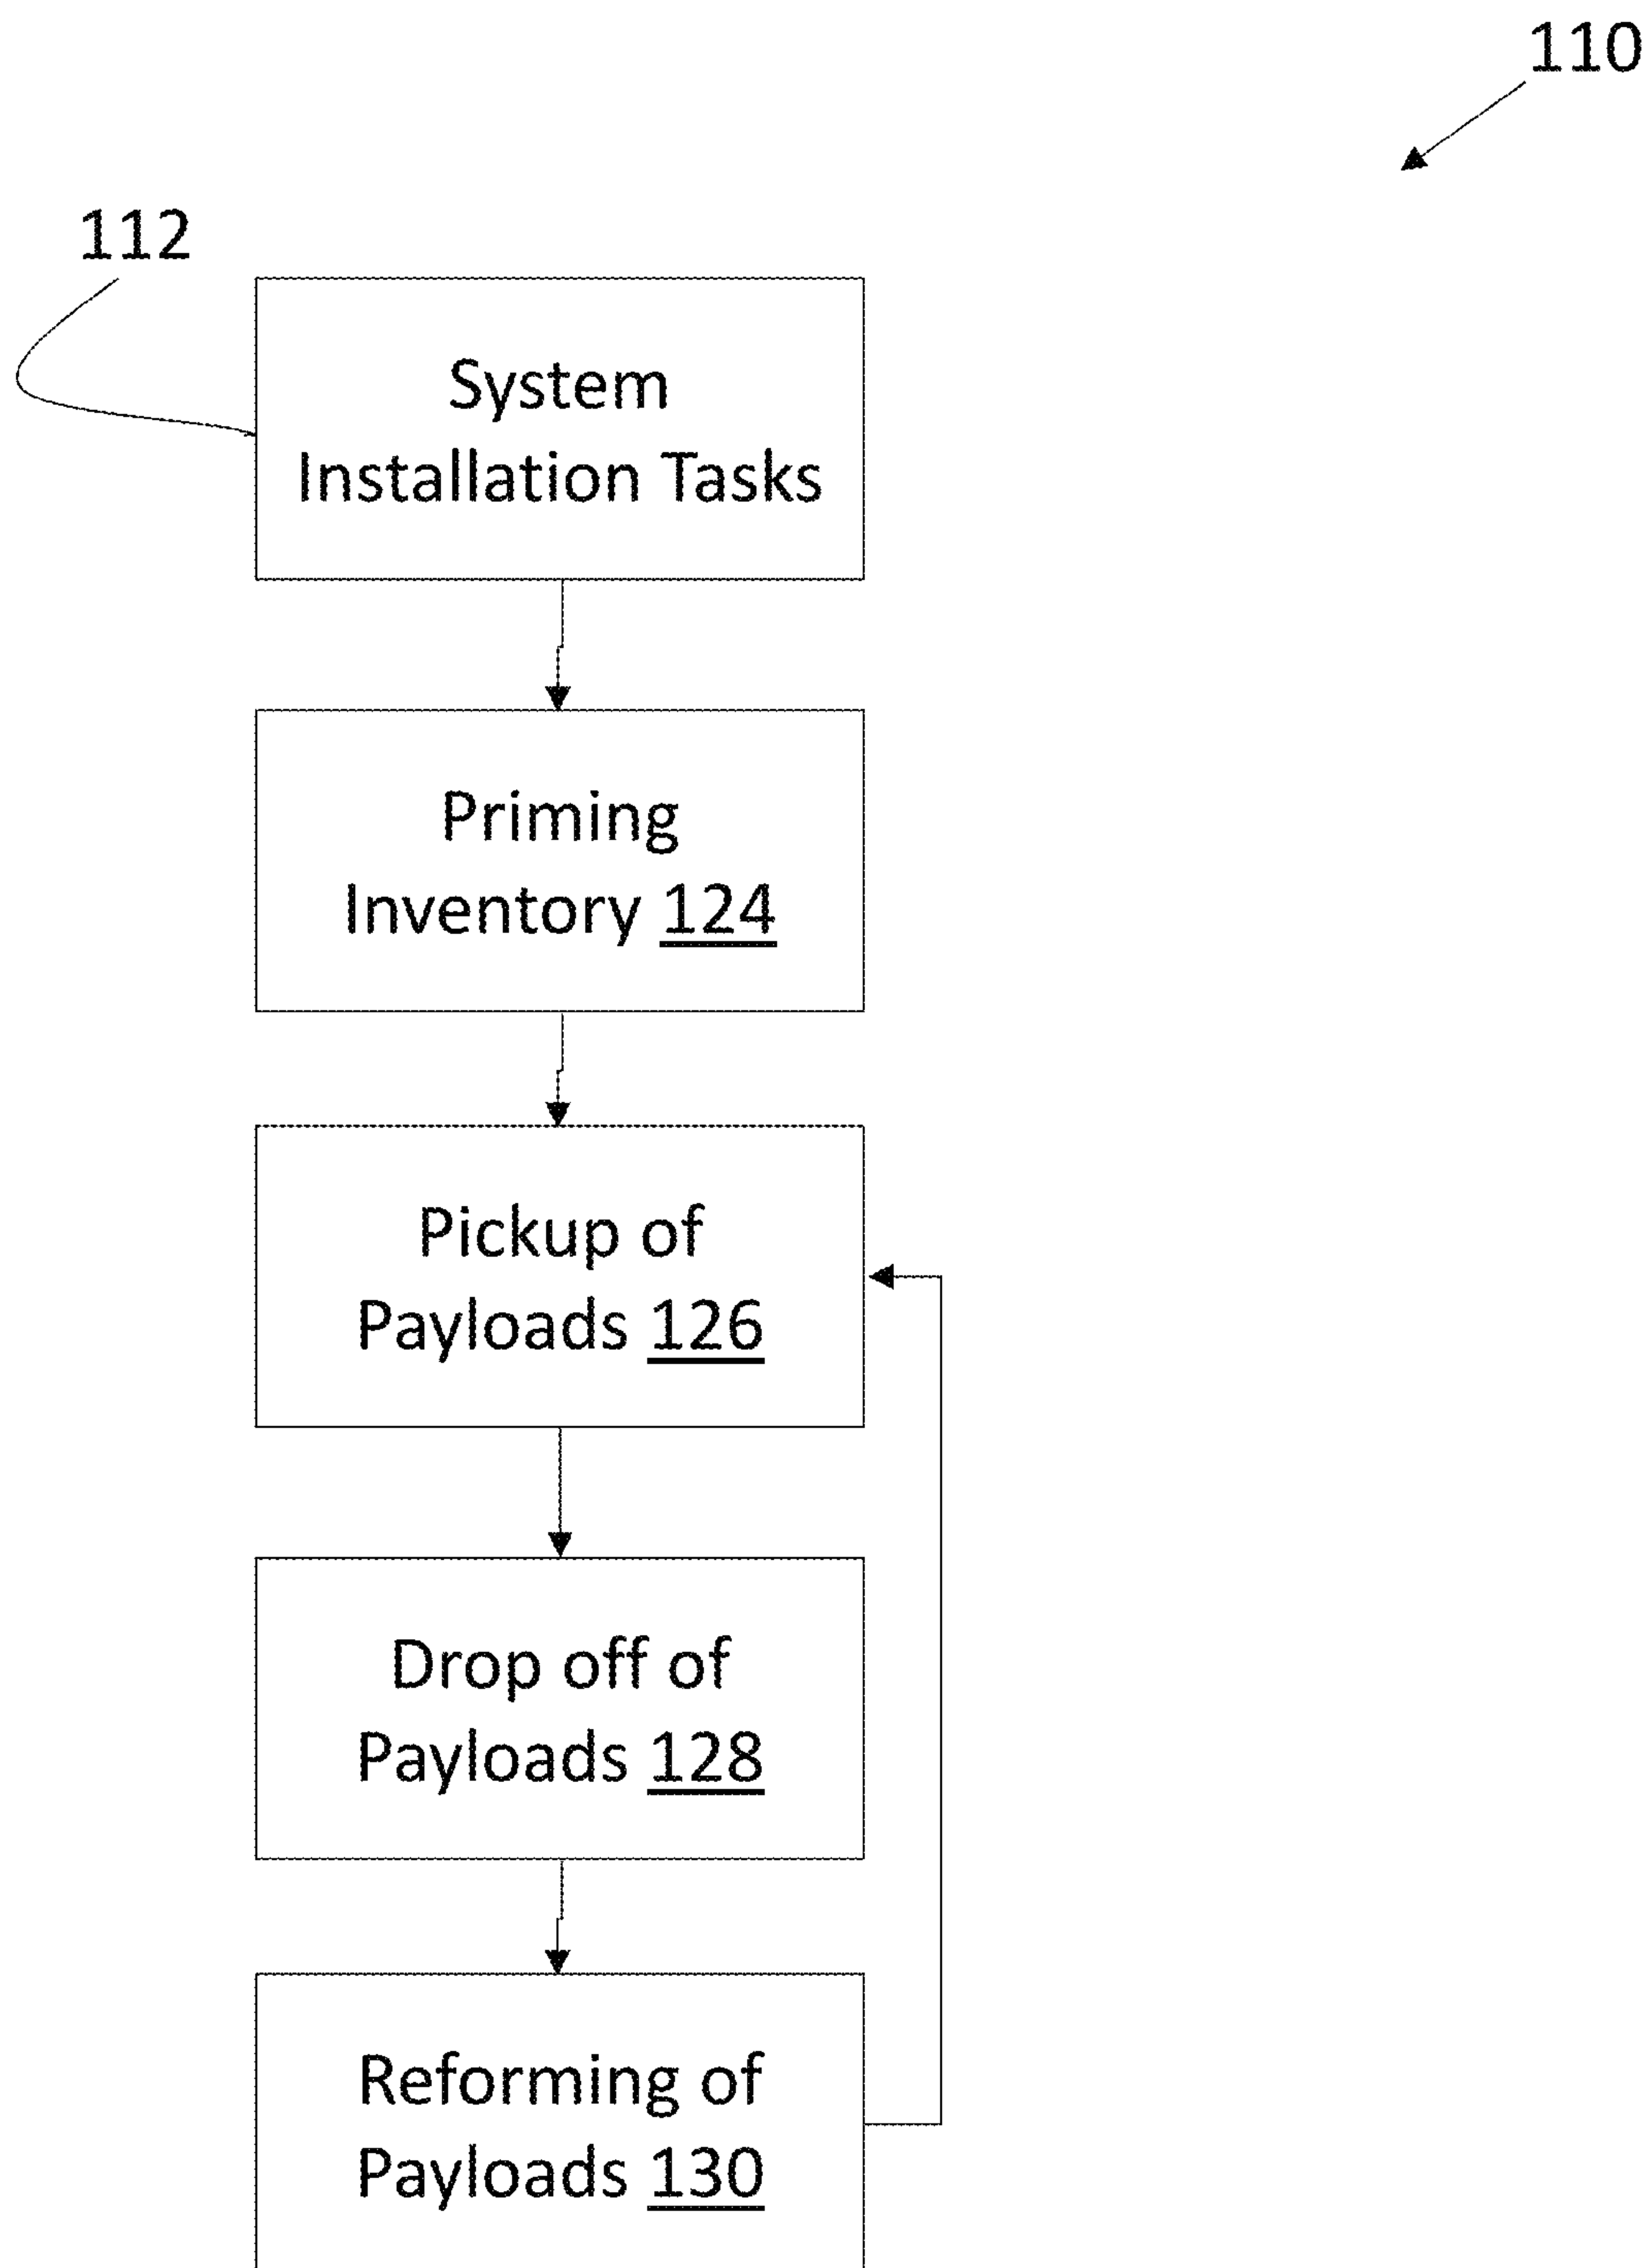 110
112
System
Installation Tasks
Priming
Inventory 124
Pickup of
Payloads 126
Drop off of
Payloads 128
Reforming of
Payloads 130